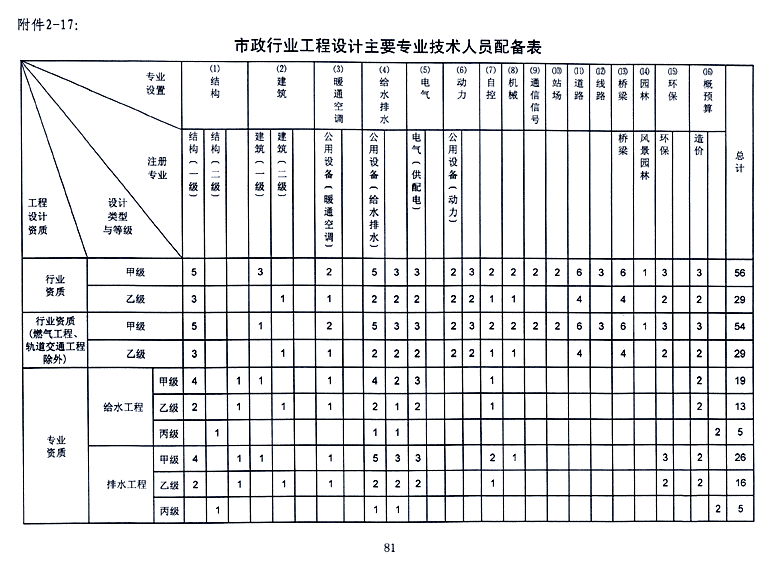 附件2-17:
市政行业工程设计主要专业技术人员配备表
专业设置 (1)结构 (2)建筑 (3)暖通空调 (4)给水排水 (5)电气 (6)动力 (7)自控 (8)机械 (9)通信信号 (10)站场 (11)道路 (12)线路 (13)桥梁 (14)园林 (15)环保 (16)概预算 总计
注册专业 结构(一级) 结构(二级) 建筑(一级) 建筑(二级) 公用设备(暖通空调) 公用设备(给水排水) 电气(供配电) 公用设备(动力) 桥梁 风景园林 环保 造价
工程设计资质 设计类型与等级
行业资质 甲级 5 3 2 5 3 3 2 3 2 2 2 2 6 3 6 1 3 3 56
乙级 3 1 1 2 2 2 2 2 1 1 4 4 2 2 29
行业资质(燃气工程、轨道交通工程除外) 甲级 5 1 2 5 3 3 2 3 2 2 2 2 6 3 6 1 3 3 54
乙级 3 1 1 2 2 2 2 2 1 1 4 4 2 2 29
专业资质 给水工程 甲级 4 1 1 1 4 2 3 1 2 19
乙级 2 1 1 1 2 1 2 1 2 13
丙级 1 1 1 2 5
排水工程 甲级 4 1 1 1 5 3 3 2 1 3 2 26
乙级 2 1 1 1 2 2 2 1 2 2 16
丙级 1 1 1 2 5
81